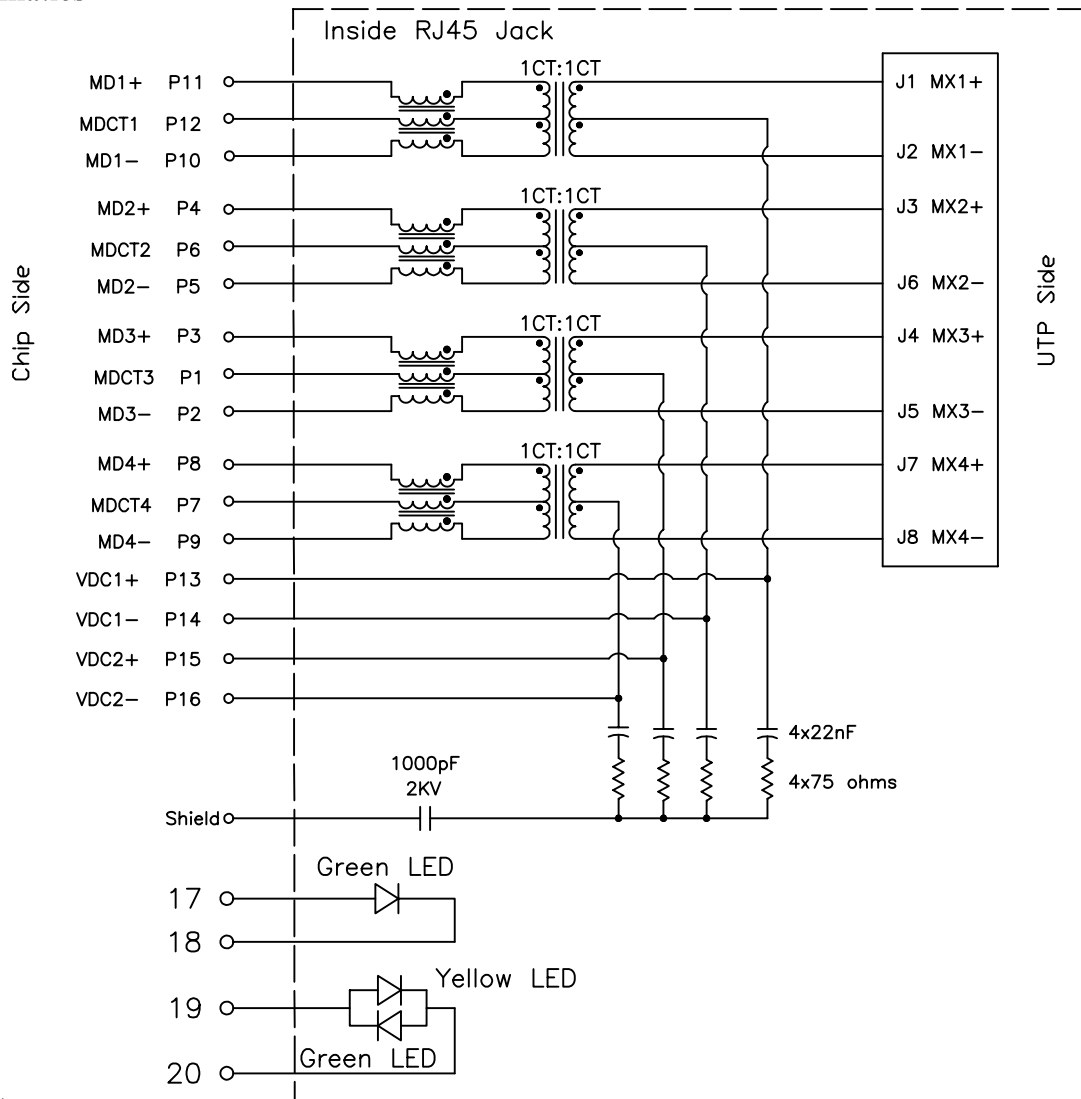 Inside RJ45 Jack
1CT:1CT
MD1+ P11
J1 MX1+
MDCT1 P12
MD1- P10
J2 MX1-
1CT:1CT
MD2+ P4
J3 MX2+
MDCT2 P6
MD2- P5
J6 MX2-
Chip Side
UTP Side
1CT:1CT
MD3+ P3
J4 MX3+
MDCT3 P1
MD3- P2
J5 MX3-
1CT:1CT
MD4+ P8
J7 MX4+
MDCT4 P7
MD4- P9
J8 MX4-
VDC1+ P13
VDC1- P14
VDC2+ P15
VDC2- P16
4x22nF
1000pF
2KV
4x75 ohms
Shield
Green LED
17
18
Yellow LED
19
Green LED
20